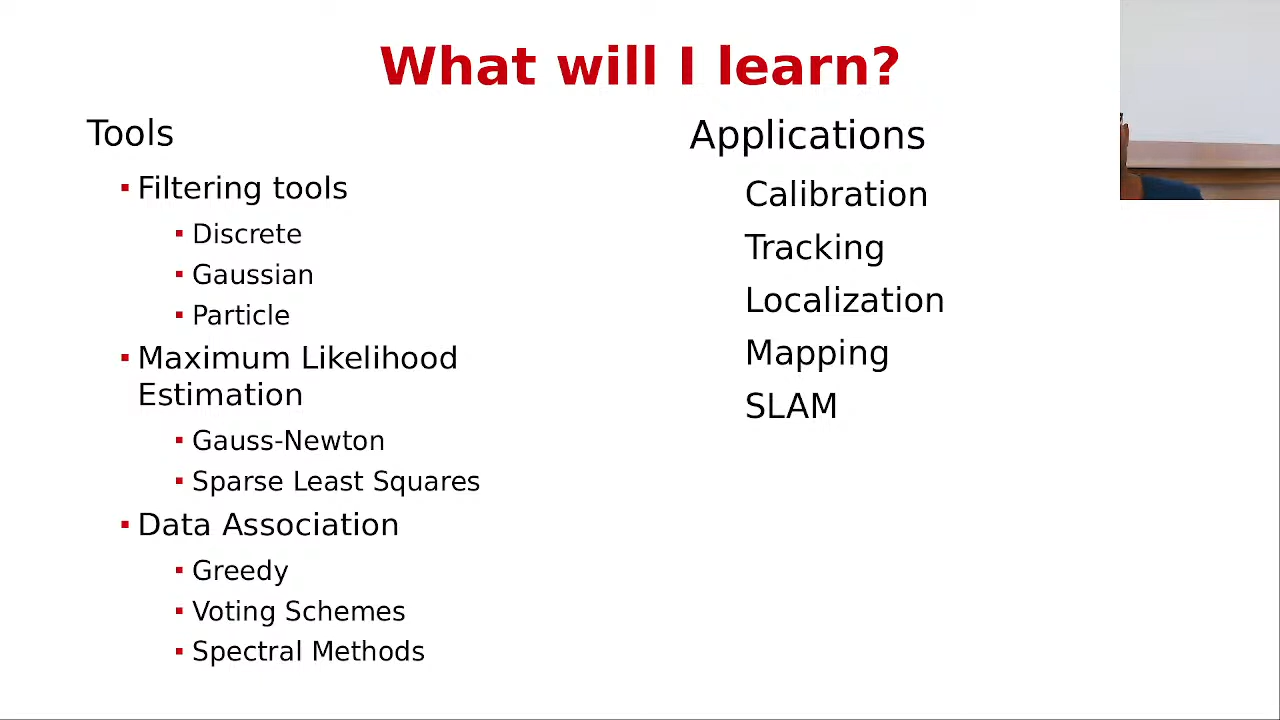 What will I learn?
Tools
Filtering tools
Discrete
Gaussian
Particle
Maximum Likelihood
Estimation
Gauss-Newton
Sparse Least Squares
Data Association
Greedy
Voting Schemes
Spectral Methods
Applications
Calibration
Tracking
Localization
Mapping
SLAM